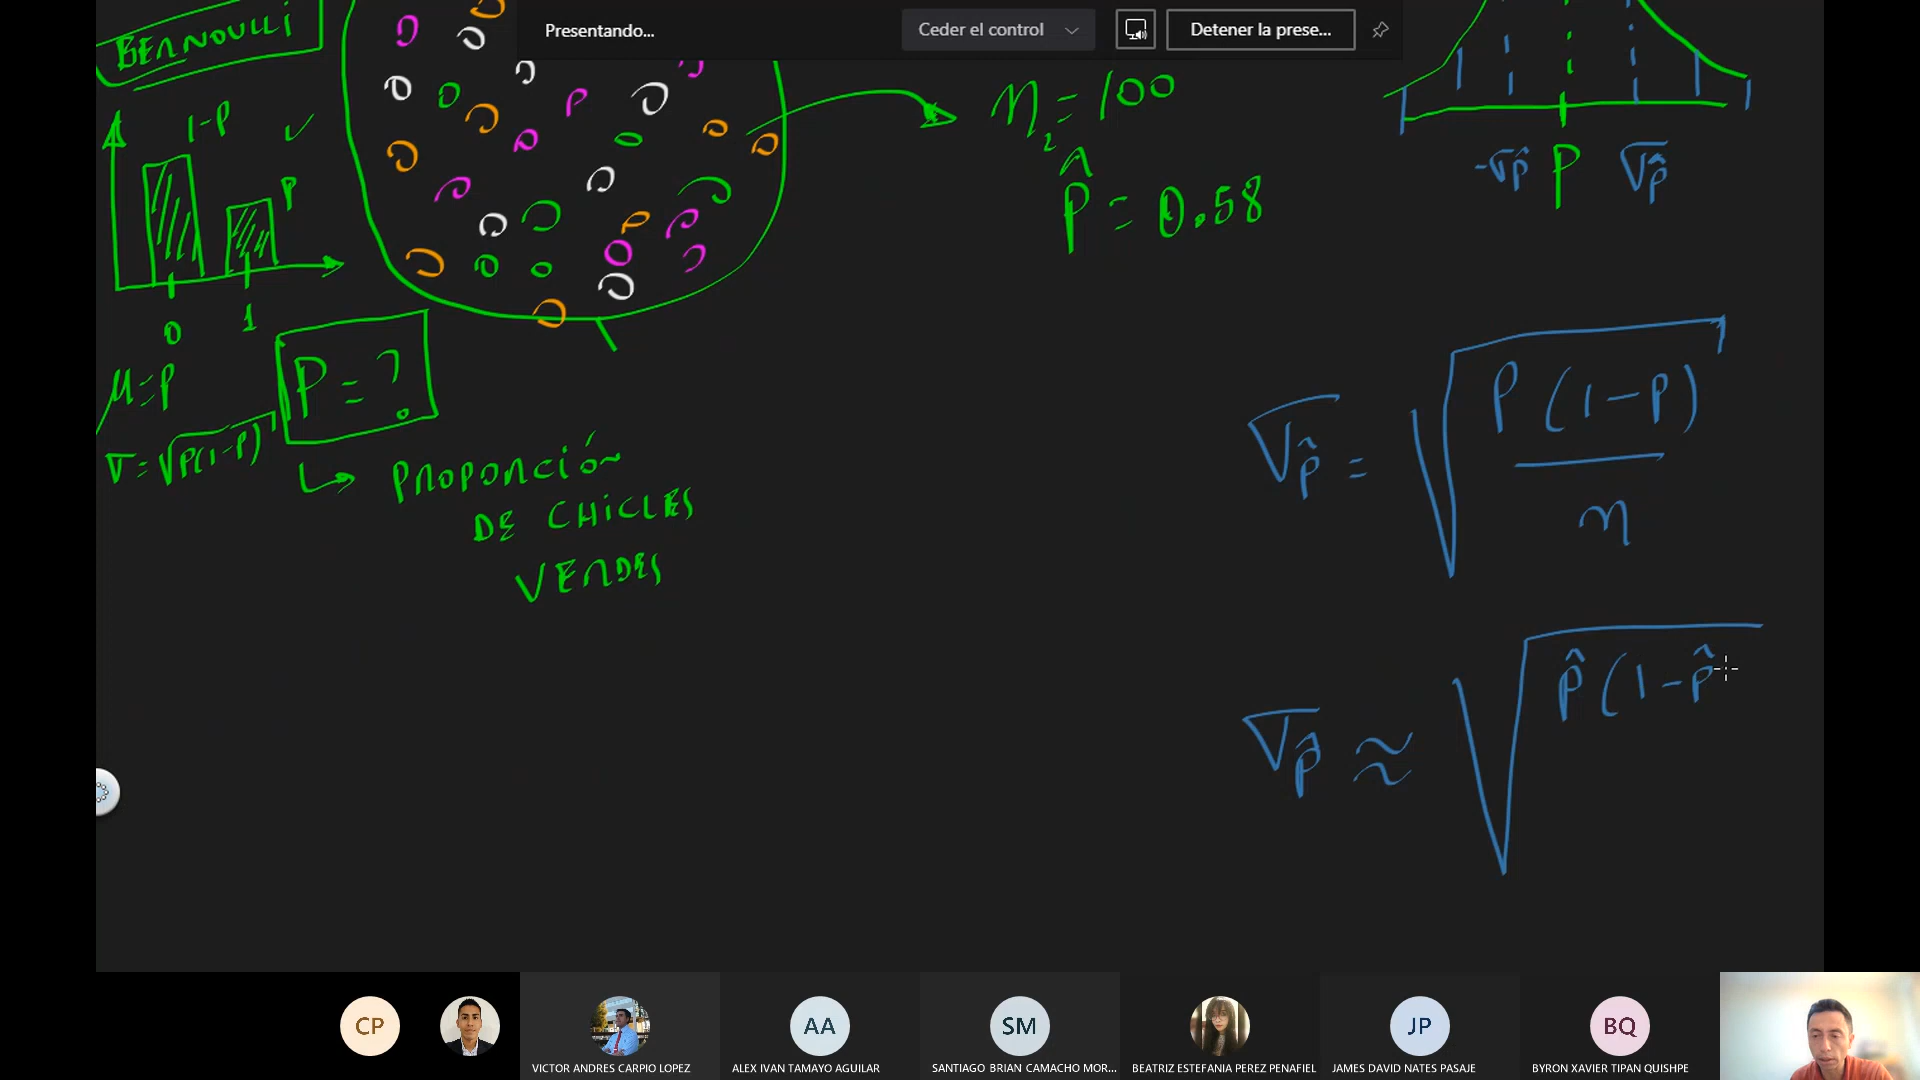 Presentando...
Ceder el control
Detener la prese...
BERNOULLI
1-P ✓
P
0 1
μ=P
σ=√P(1-P)
P=?
↳ PROPORCIÓN
DE CHICLES
VERDES
n₂=100
p̂ = 0.58
-σp̂ P σp̂
σp̂ = √(P(1-P)/n)
σp̂ ≈ √p̂(1-p̂
CP
AA
SM
JP
BQ
VICTOR ANDRES CARPIO LOPEZ
ALEX IVAN TAMAYO AGUILAR
SANTIAGO BRIAN CAMACHO MOR...
BEATRIZ ESTEFANIA PEREZ PENAFIEL
JAMES DAVID NATES PASAJE
BYRON XAVIER TIPAN QUISHPE